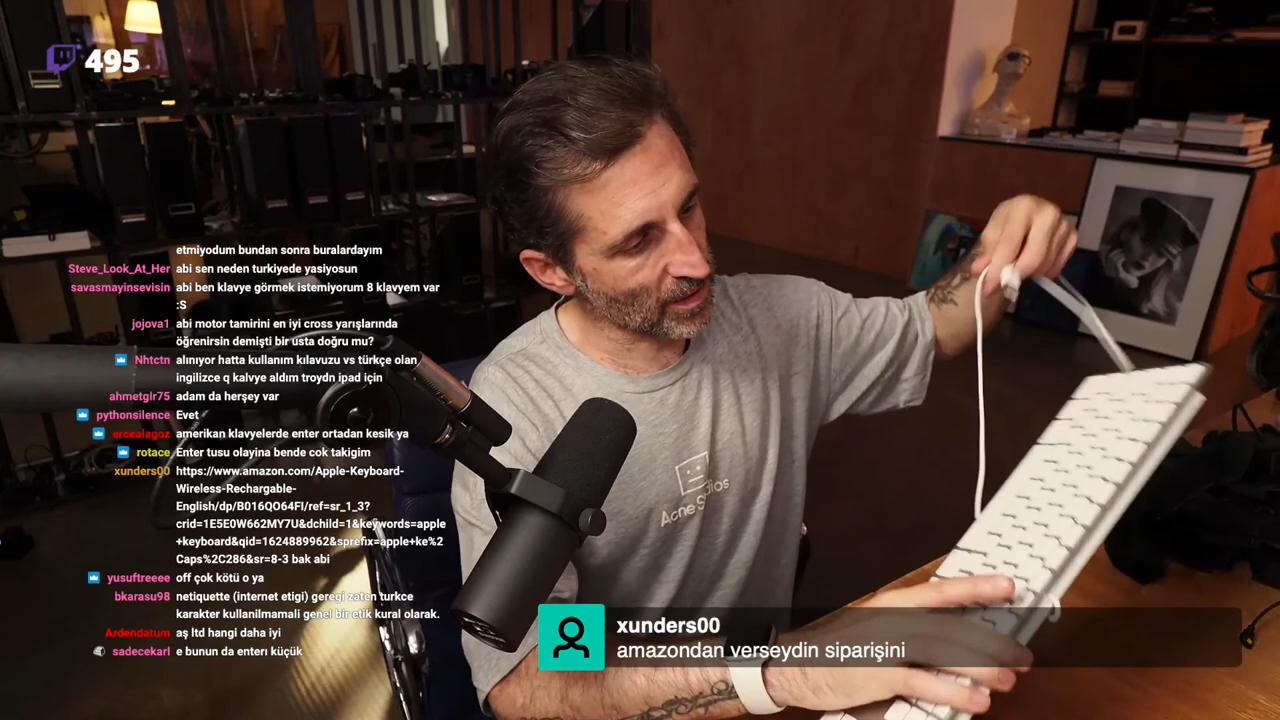 495
etmiyodum bundan sonra buralardayım
Steve_Look_At_Her abi sen neden turkiyede yasiyosun
savasmayinsevisin abi ben klavye görmek istemiyorum 8 klavyem var
:S
jojova1 abi motor tamirini en iyi cross yarışlarında
öğrenirsin demişti bir usta doğru mu?
Nhtctn alınıyor hatta kullanım kılavuzu vs türkçe olan
ingilizce q kalvye aldım troydn ipad için
ahmetglr75 adam da herşey var
pythonsilence Evet
ercealagoz amerikan klavyelerde enter ortadan kesik ya
rotace Enter tusu olayina bende cok takigim
xunders00 https://www.amazon.com/Apple-Keyboard-
Wireless-Rechargable-
English/dp/B016QO64FI/ref=sr_1_3?
crid=1E5E0W662MY7U&dchild=1&keywords=apple
+keyboard&qid=1624889962&sprefix=apple+ke%2
Caps%2C286&sr=8-3 bak abi
yusuftreeee off çok kötü o ya
bkarasu98 netiquette (internet etigi) geregi zaten turkce
karakter kullanilmamali genel bir etik kural olarak.
Ardendatum aş ltd hangi daha iyi
sadecekarl e bunun da enterı küçük
Acne Studios
xunders00
amazondan verseydin siparişini